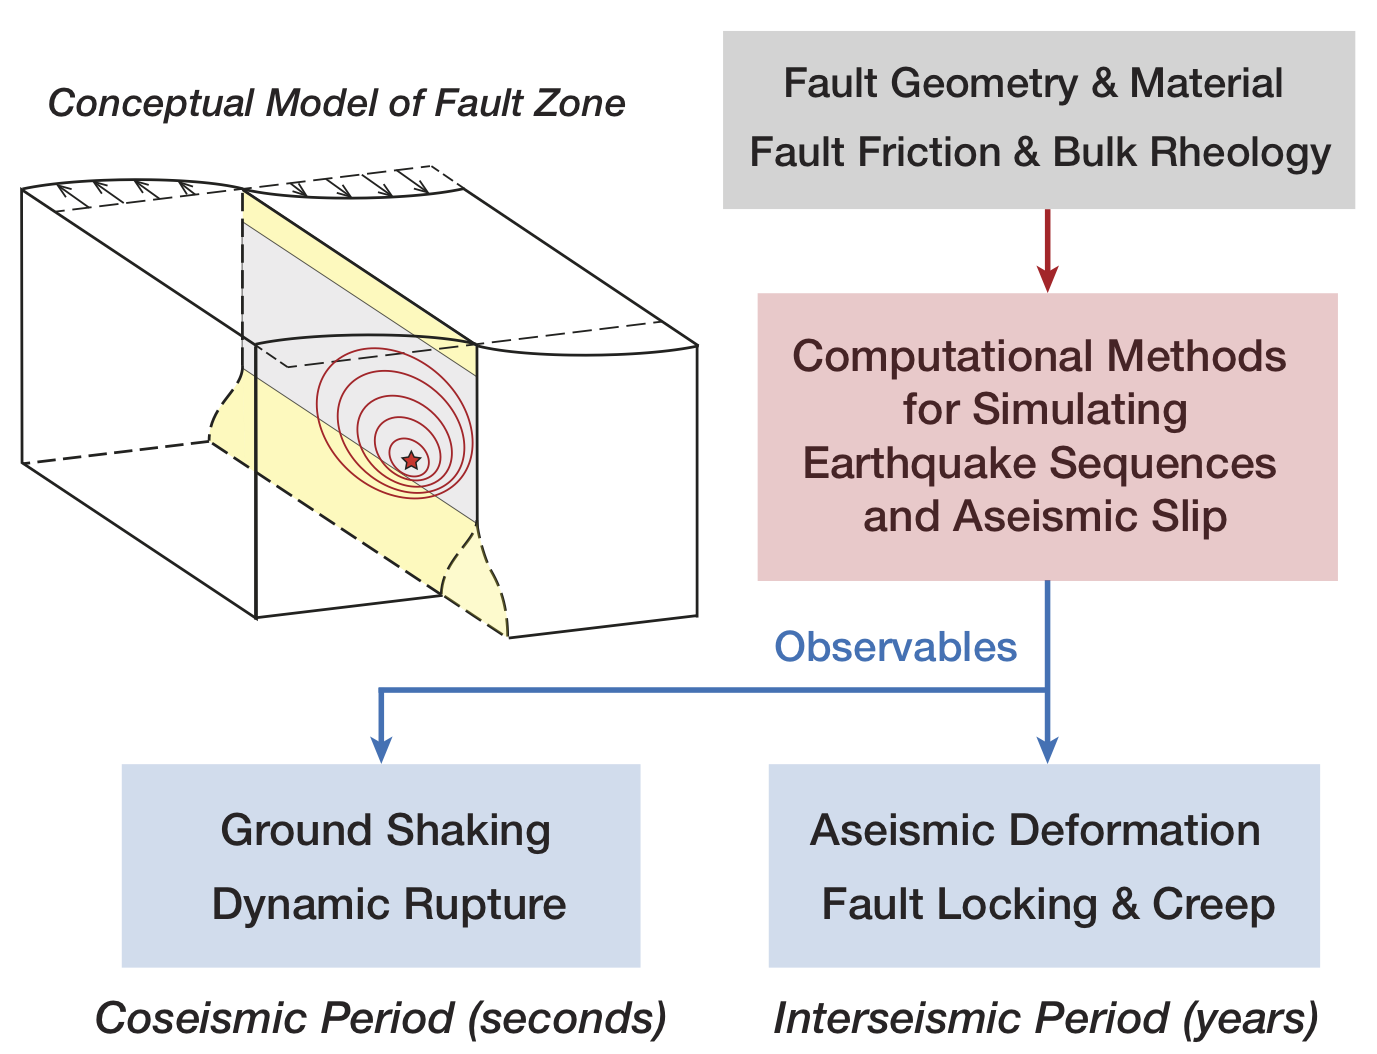 Conceptual Model of Fault Zone
Fault Geometry & Material
Fault Friction & Bulk Rheology
Computational Methods
for Simulating
Earthquake Sequences
and Aseismic Slip
Observables
Ground Shaking
Dynamic Rupture
Coseismic Period (seconds)
Aseismic Deformation
Fault Locking & Creep
Interseismic Period (years)